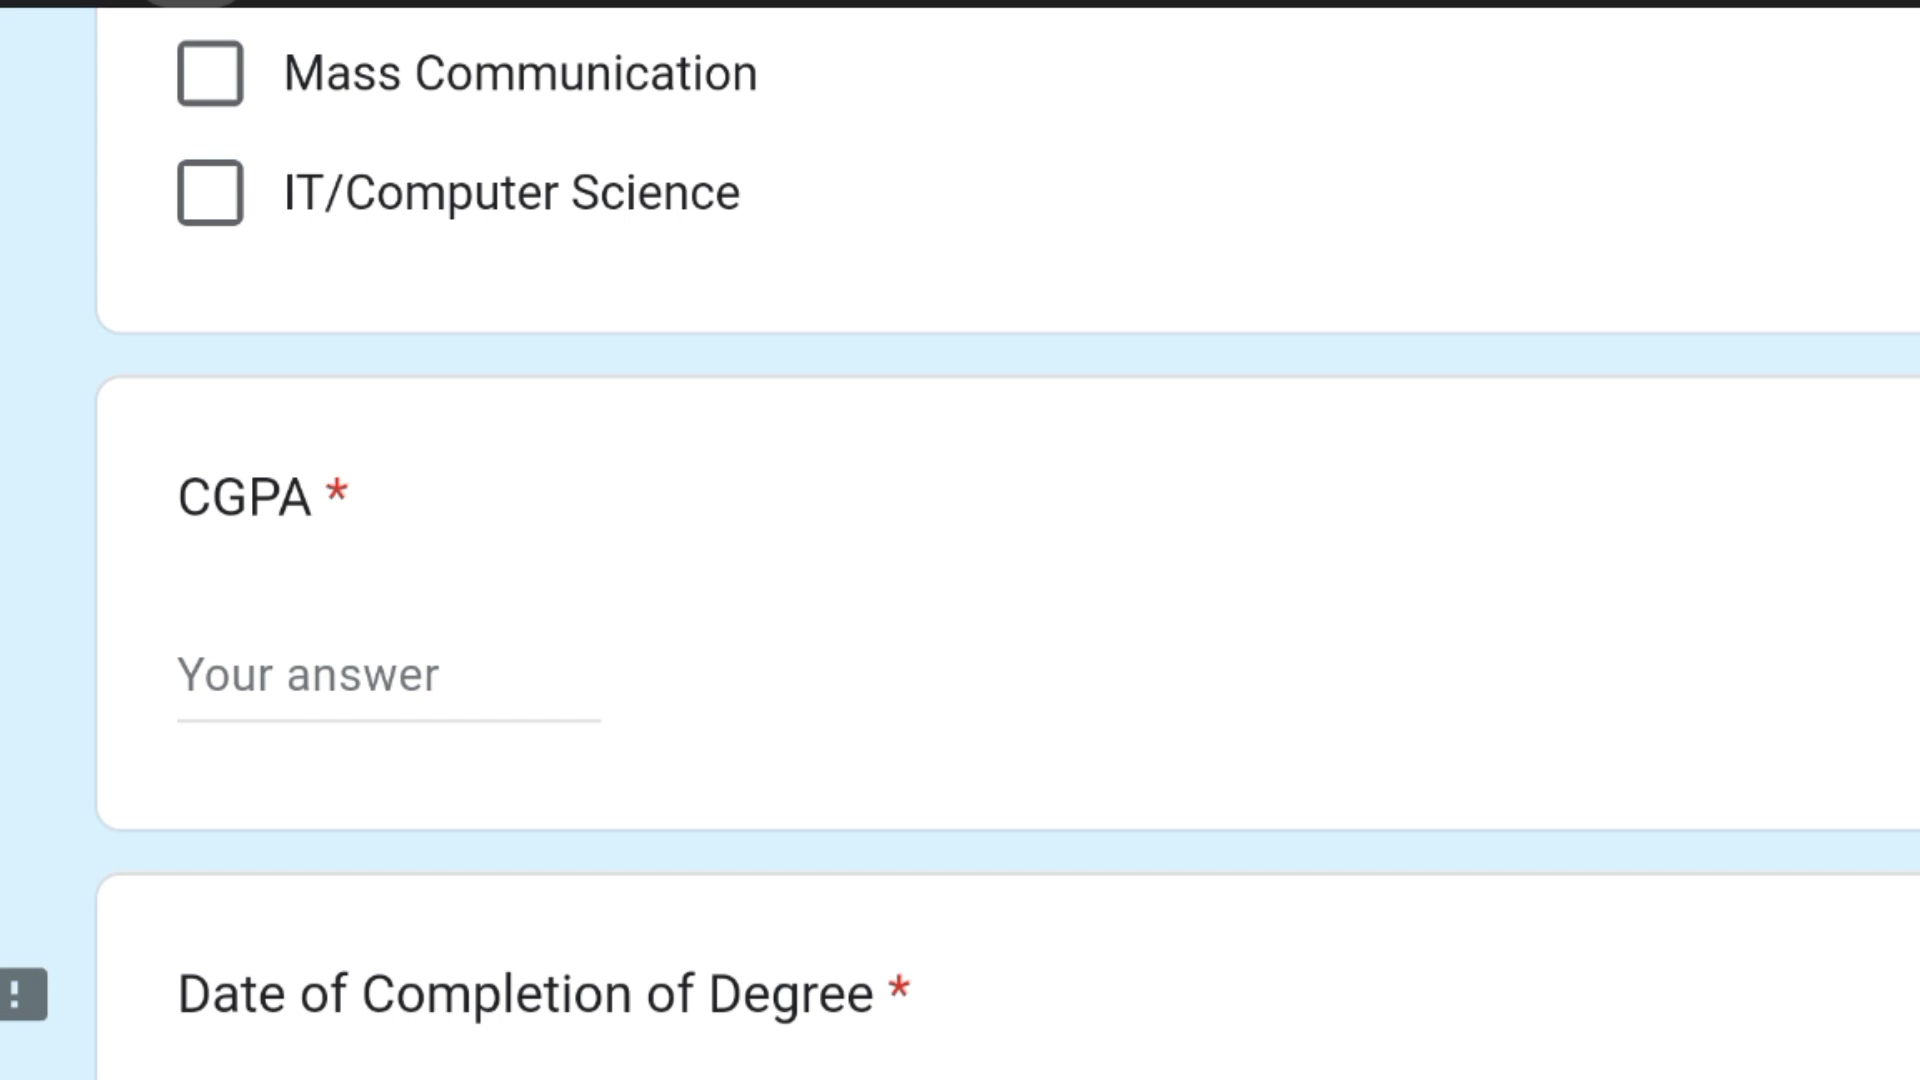 Mass Communication
IT/Computer Science
CGPA *
Your answer
Date of Completion of Degree *